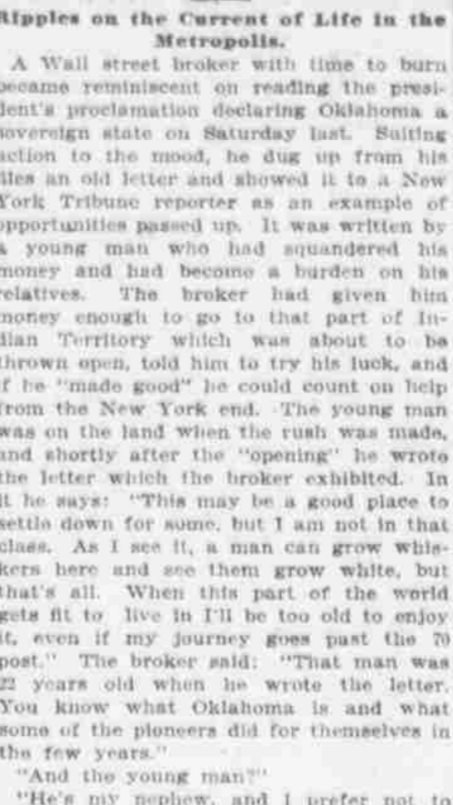 Ripples on the Current of Life in the
Metropolis.
A Wall street broker with time to burn
became reminiscent on reading the presi-
dent's proclamation declaring Oklahoma a
sovereign state on Saturday last. Suiting
action to the mood, he dug up from his
files an old letter and showed it to a New
York Tribune reporter as an example of
opportunities passed up. It was written by
a young man who had squandered his
money and had become a burden on his
relatives. The broker had given him
money enough to go to that part of In-
dian Territory which was about to be
thrown open, told him to try his luck, and
if he "made good" he could count on help
from the New York end. The young man
was on the land when the rush was made,
and shortly after the "opening" he wrote
the letter which the broker exhibited. In
it he says: "This may be a good place to
settle down for some, but I am not in that
class. As I see it, a man can grow whis-
kers here and see them grow white, but
that's all. When this part of the world
gets fit to live in I'll be too old to enjoy
it, even if my journey goes past the 70
post." The broker said: "That man was
22 years old when he wrote the letter.
You know what Oklahoma is and what
some of the pioneers did for themselves in
the few years."
"And the young man?"
"He's my nephew, and I prefer not to